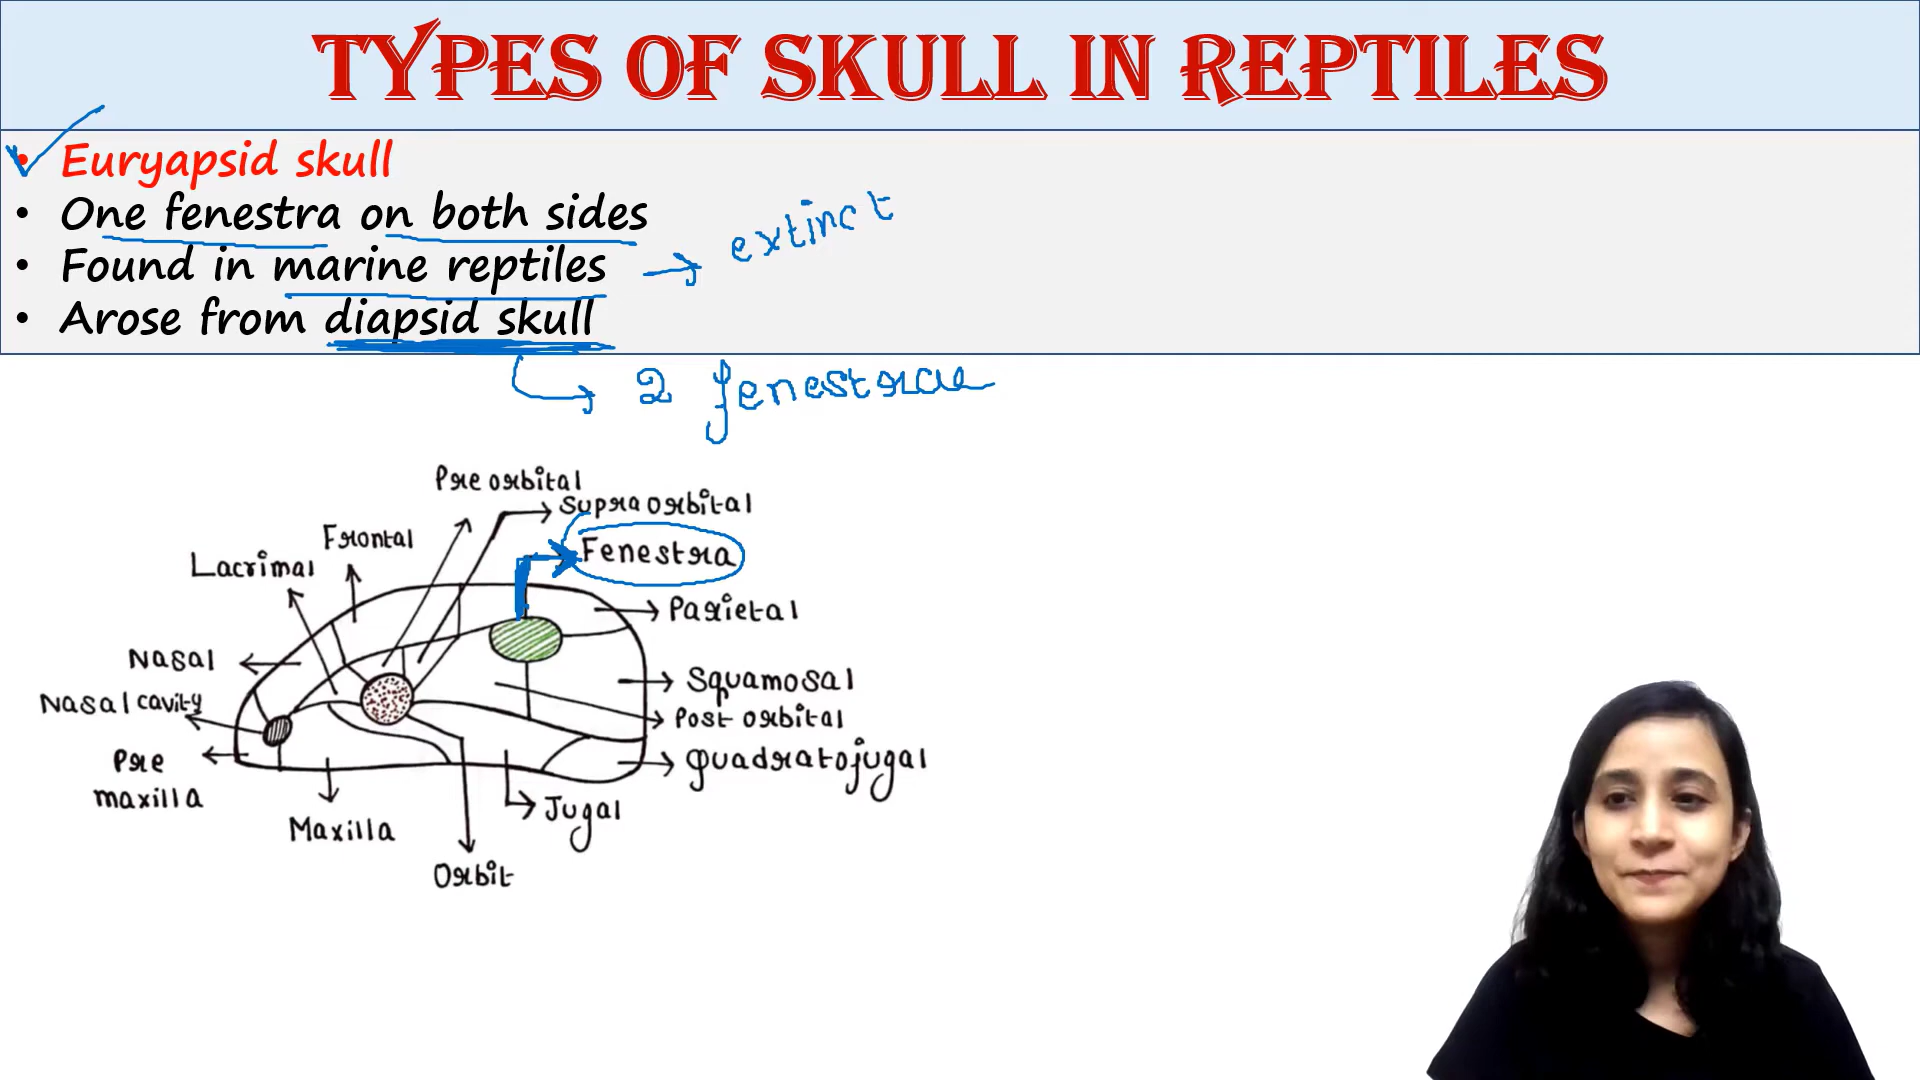 TYPES OF SKULL IN REPTILES
• Euryapsid skull
• One fenestra on both sides
• Found in marine reptiles → extinct
• Arose from diapsid skull
→ 2 fenestrae
Pre orbital
Supra orbital
Frontal
Fenestra
Lacrimal
Parietal
Nasal
Squamosal
Nasal cavity
Post orbital
Pre
maxilla
quadratojugal
Jugal
Maxilla
Orbit